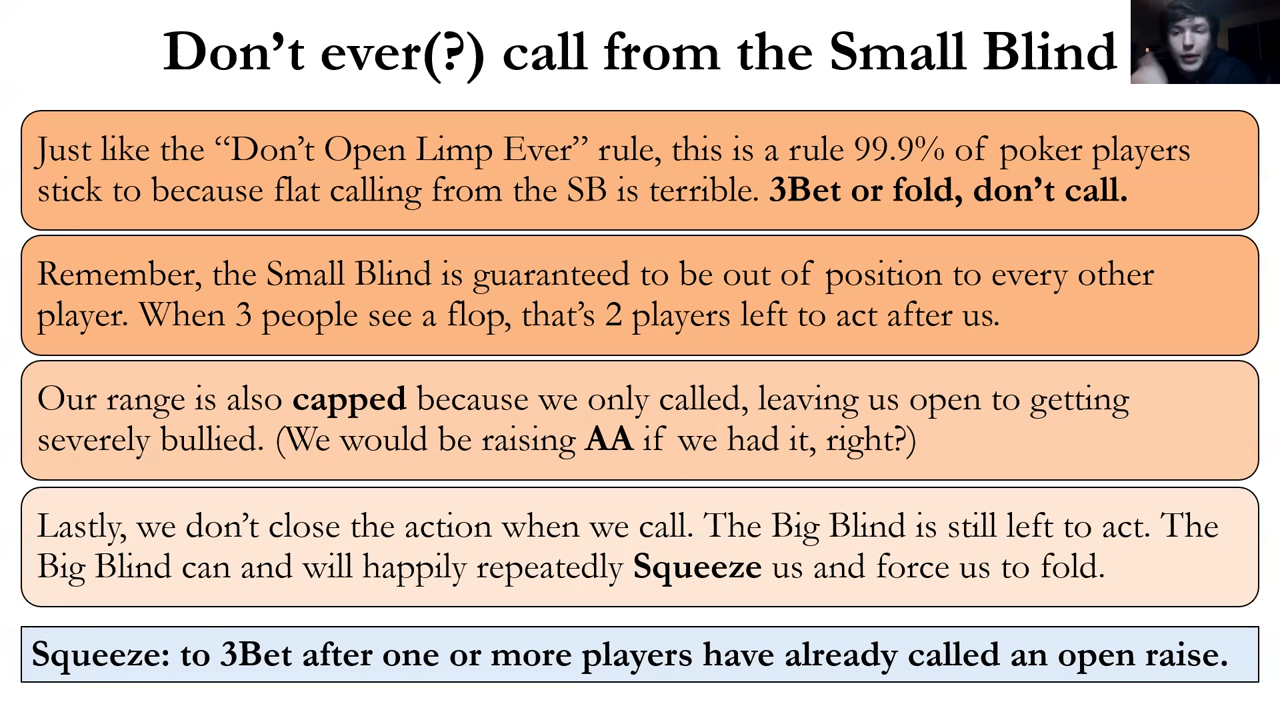 Don’t ever(?) call from the Small Blind
Just like the “Don’t Open Limp Ever” rule, this is a rule 99.9% of poker players
stick to because flat calling from the SB is terrible. 3Bet or fold, don’t call.
Remember, the Small Blind is guaranteed to be out of position to every other
player. When 3 people see a flop, that’s 2 players left to act after us.
Our range is also capped because we only called, leaving us open to getting
severely bullied. (We would be raising AA if we had it, right?)
Lastly, we don’t close the action when we call. The Big Blind is still left to act. The
Big Blind can and will happily repeatedly Squeeze us and force us to fold.
Squeeze: to 3Bet after one or more players have already called an open raise.